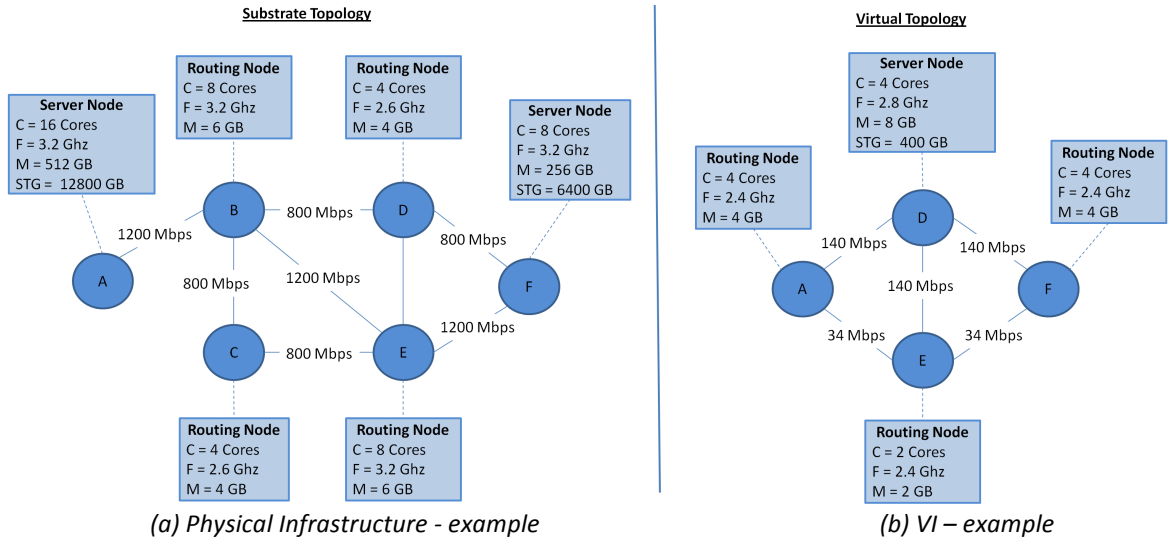 Substrate Topology
Virtual Topology
Server Node
C = 16 Cores
F = 3.2 Ghz
M = 512 GB
STG = 12800 GB
Routing Node
C = 8 Cores
F = 3.2 Ghz
M = 6 GB
Routing Node
C = 4 Cores
F = 2.6 Ghz
M = 4 GB
Server Node
C = 8 Cores
F = 3.2 Ghz
M = 256 GB
STG = 6400 GB
B
800 Mbps
D
1200 Mbps
800 Mbps
A
800 Mbps
1200 Mbps
F
1200 Mbps
C
800 Mbps
E
Routing Node
C = 4 Cores
F = 2.6 Ghz
M = 4 GB
Routing Node
C = 8 Cores
F = 3.2 Ghz
M = 6 GB
(a) Physical Infrastructure - example
Server Node
C = 4 Cores
F = 2.8 Ghz
M = 8 GB
STG =  400 GB
Routing Node
C = 4 Cores
F = 2.4 Ghz
M = 4 GB
Routing Node
C = 4 Cores
F = 2.4 Ghz
M = 4 GB
D
140 Mbps
140 Mbps
A
140 Mbps
F
34 Mbps
34 Mbps
E
Routing Node
C = 2 Cores
F = 2.4 Ghz
M = 2 GB
(b) VI – example